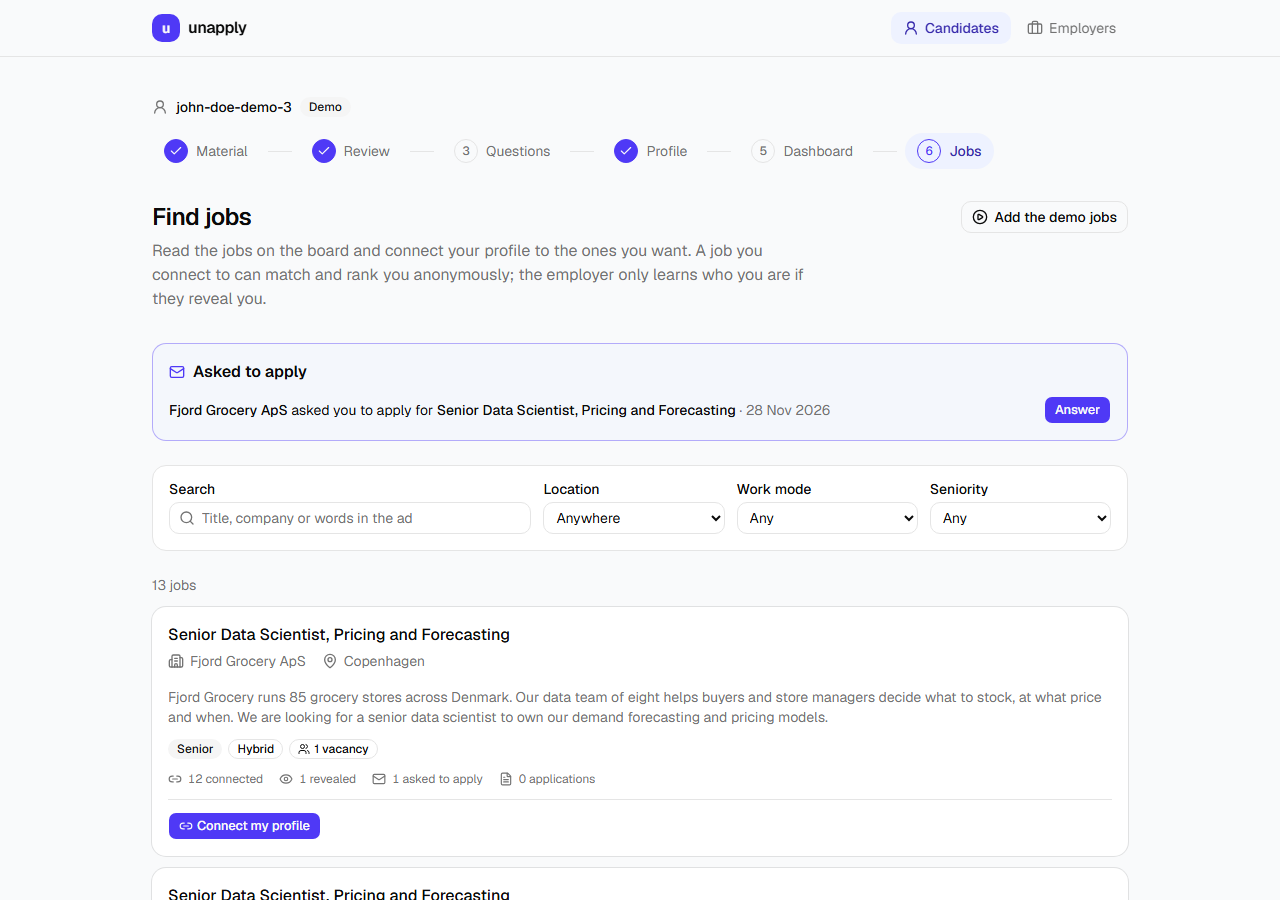 u unapply
Candidates
Employers
john-doe-demo-3 Demo
Material
Review
3 Questions
Profile
5 Dashboard
6 Jobs
Find jobs
Add the demo jobs
Read the jobs on the board and connect your profile to the ones you want. A job you
connect to can match and rank you anonymously; the employer only learns who you are if
they reveal you.
Asked to apply
Fjord Grocery ApS asked you to apply for Senior Data Scientist, Pricing and Forecasting · 28 Nov 2026
Answer
Search
Location
Work mode
Seniority
Title, company or words in the ad
Anywhere
Any
Any
13 jobs
Senior Data Scientist, Pricing and Forecasting
Fjord Grocery ApS
Copenhagen
Fjord Grocery runs 85 grocery stores across Denmark. Our data team of eight helps buyers and store managers decide what to stock, at what price
and when. We are looking for a senior data scientist to own our demand forecasting and pricing models.
Senior
Hybrid
1 vacancy
12 connected
1 revealed
1 asked to apply
0 applications
Connect my profile
Senior Data Scientist, Pricing and Forecasting